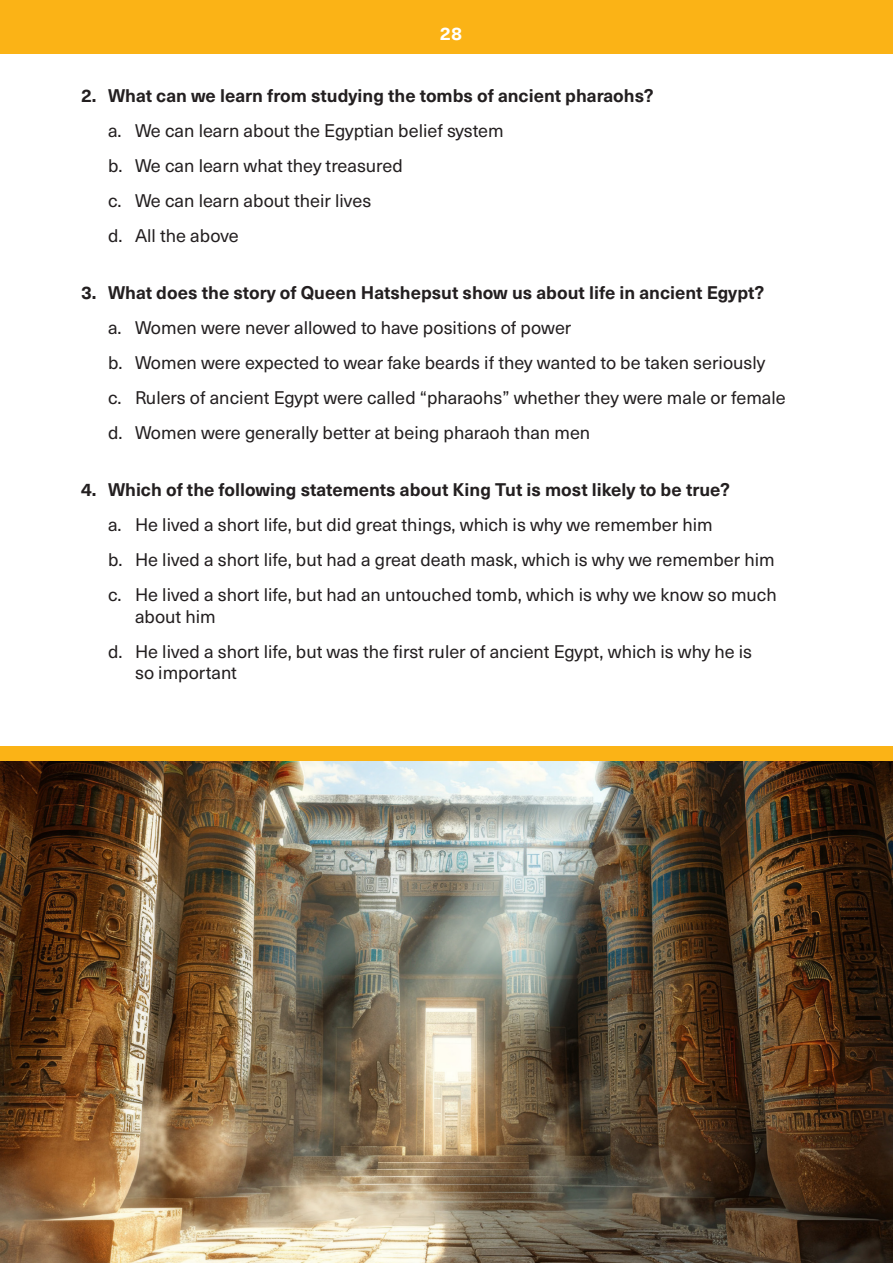 28
2. What can we learn from studying the tombs of ancient pharaohs?
a. We can learn about the Egyptian belief system
b. We can learn what they treasured
c. We can learn about their lives
d. All the above
3. What does the story of Queen Hatshepsut show us about life in ancient Egypt?
a. Women were never allowed to have positions of power
b. Women were expected to wear fake beards if they wanted to be taken seriously
c. Rulers of ancient Egypt were called “pharaohs” whether they were male or female
d. Women were generally better at being pharaoh than men
4. Which of the following statements about King Tut is most likely to be true?
a. He lived a short life, but did great things, which is why we remember him
b. He lived a short life, but had a great death mask, which is why we remember him
c. He lived a short life, but had an untouched tomb, which is why we know so much
about him
d. He lived a short life, but was the first ruler of ancient Egypt, which is why he is
so important